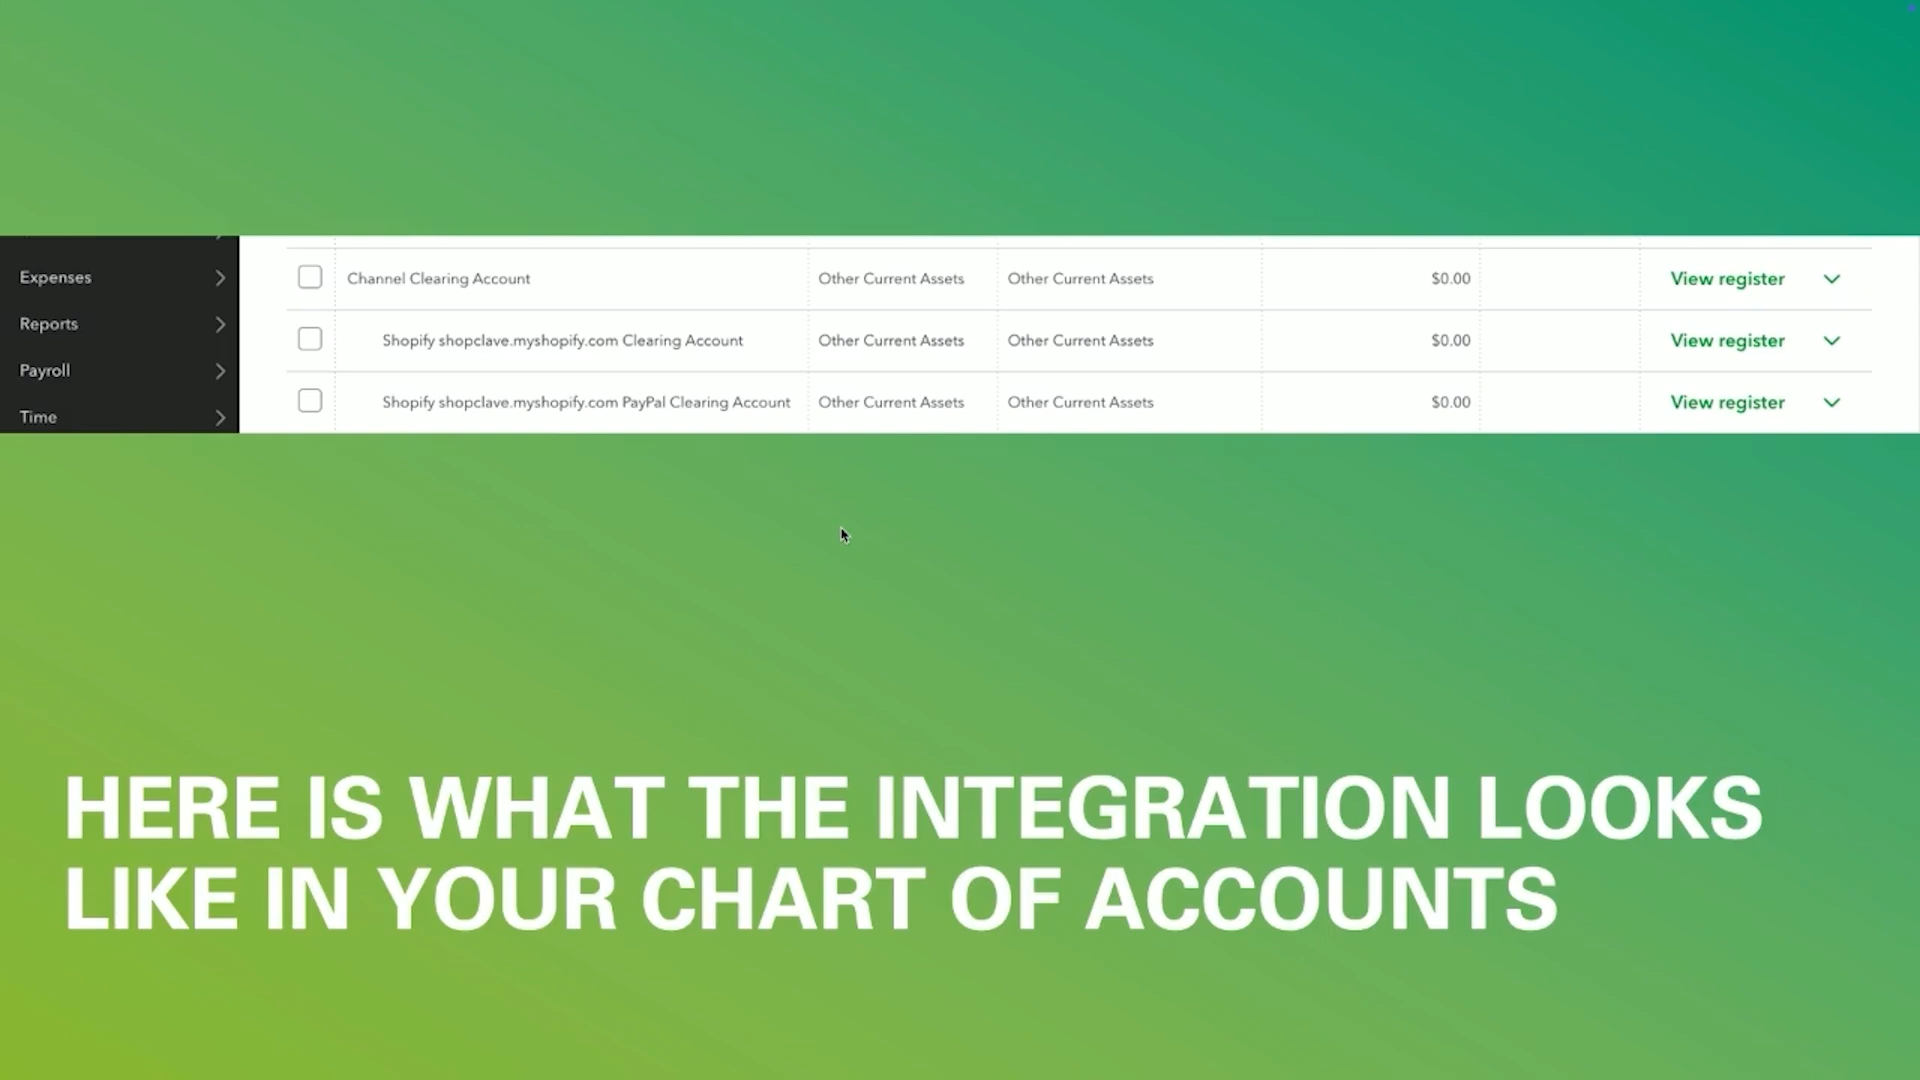 Expenses
Channel Clearing Account Other Current Assets Other Current Assets $0.00 View register
Reports
Shopify shopclave.myshopify.com Clearing Account Other Current Assets Other Current Assets $0.00 View register
Payroll
Shopify shopclave.myshopify.com PayPal Clearing Account Other Current Assets Other Current Assets $0.00 View register
Time
HERE IS WHAT THE INTEGRATION LOOKS
LIKE IN YOUR CHART OF ACCOUNTS